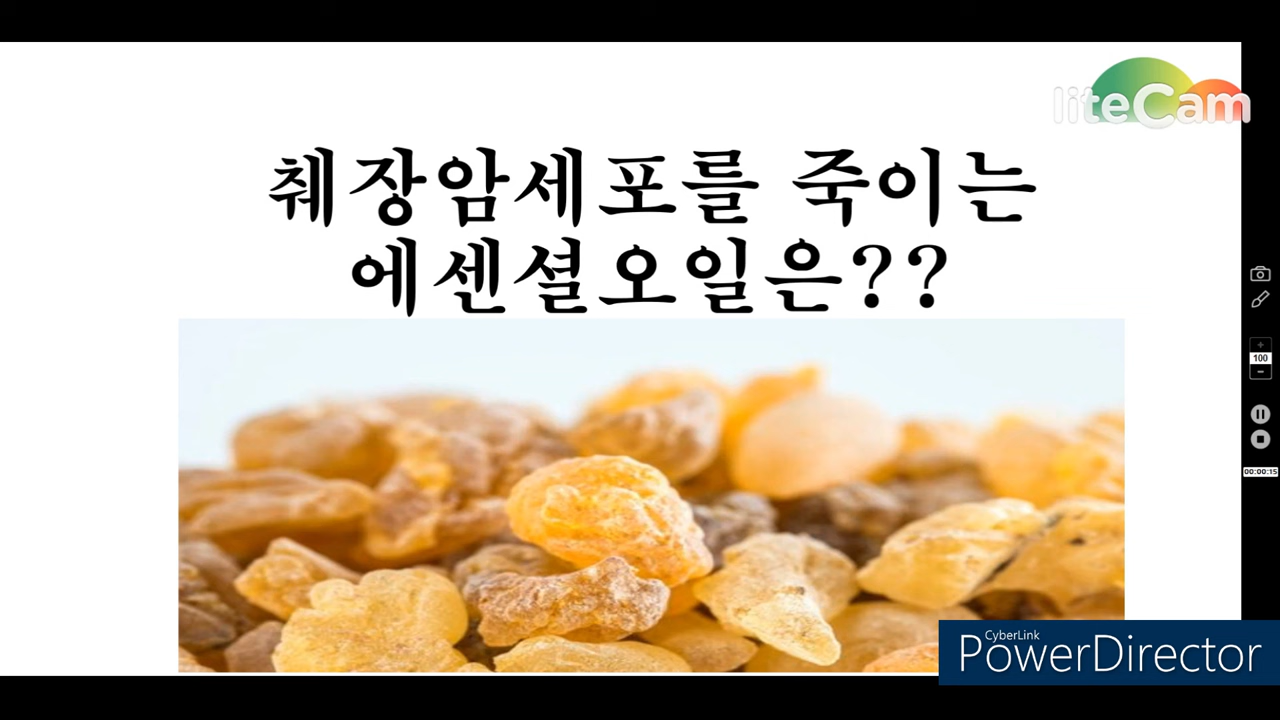 liteCam
췌장암세포를 죽이는
에센셜오일은??
100
00:00:15
CyberLink
PowerDirector